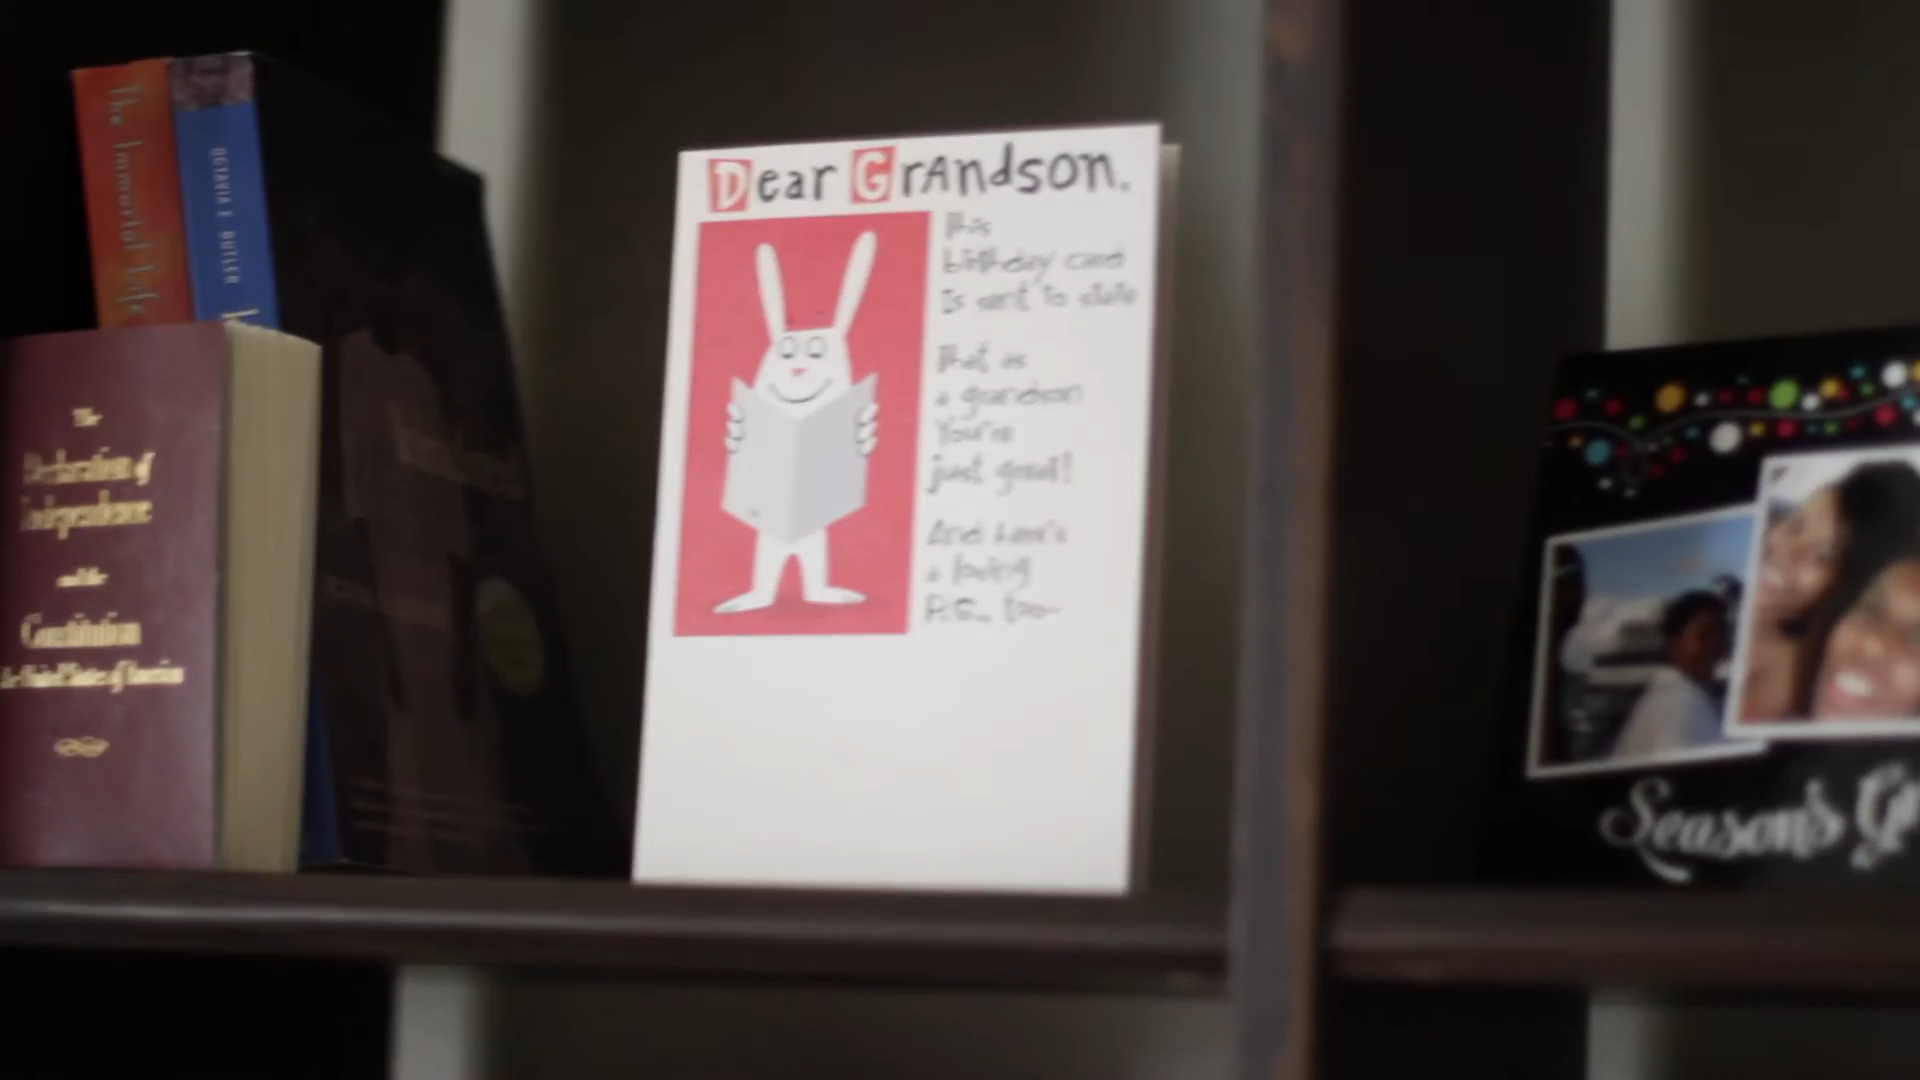 The Immortal Life
OCTAVIA E. BUTLER
The
Declaration of
Independence
and the
Constitution
of the United States of America
Dear Grandson.
This
birthday card
is sent to state
That as
a grandson
You're
just great!
And here's
a loving
P.S., too-
Season's